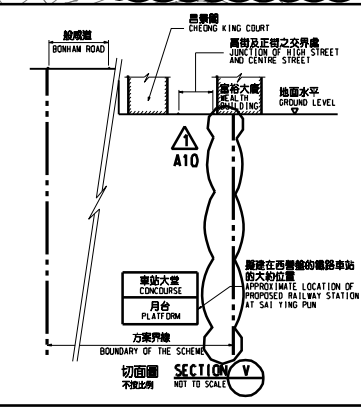 昌景閣
CHEONG KING COURT
般咸道
BONHAM ROAD
高街及正街之交界處
JUNCTION OF HIGH STREET
AND CENTRE STREET
富裕大廈
WEALTH
BUILDING
地面水平
GROUND LEVEL
1
A10
擬建在西營盤的鐵路車站
的大約位置
APPROXIMATE LOCATION OF
PROPOSED RAILWAY STATION
AT SAI YING PUN
車站大堂
CONCOURSE
月台
PLATFORM
方案界線
BOUNDARY OF THE SCHEME
切面圖 SECTION V
不按比例 NOT TO SCALE